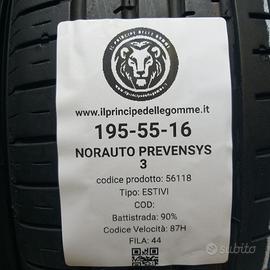 IL PRINCIPE DELLE GOMME
www.ilprincipedellegomme.it
195-55-16
NORAUTO PREVENSYS
3
codice prodotto: 56118
Tipo: ESTIVI
COD:
Battistrada: 90%
Codice Velocità: 87H
FILA: 44
subito